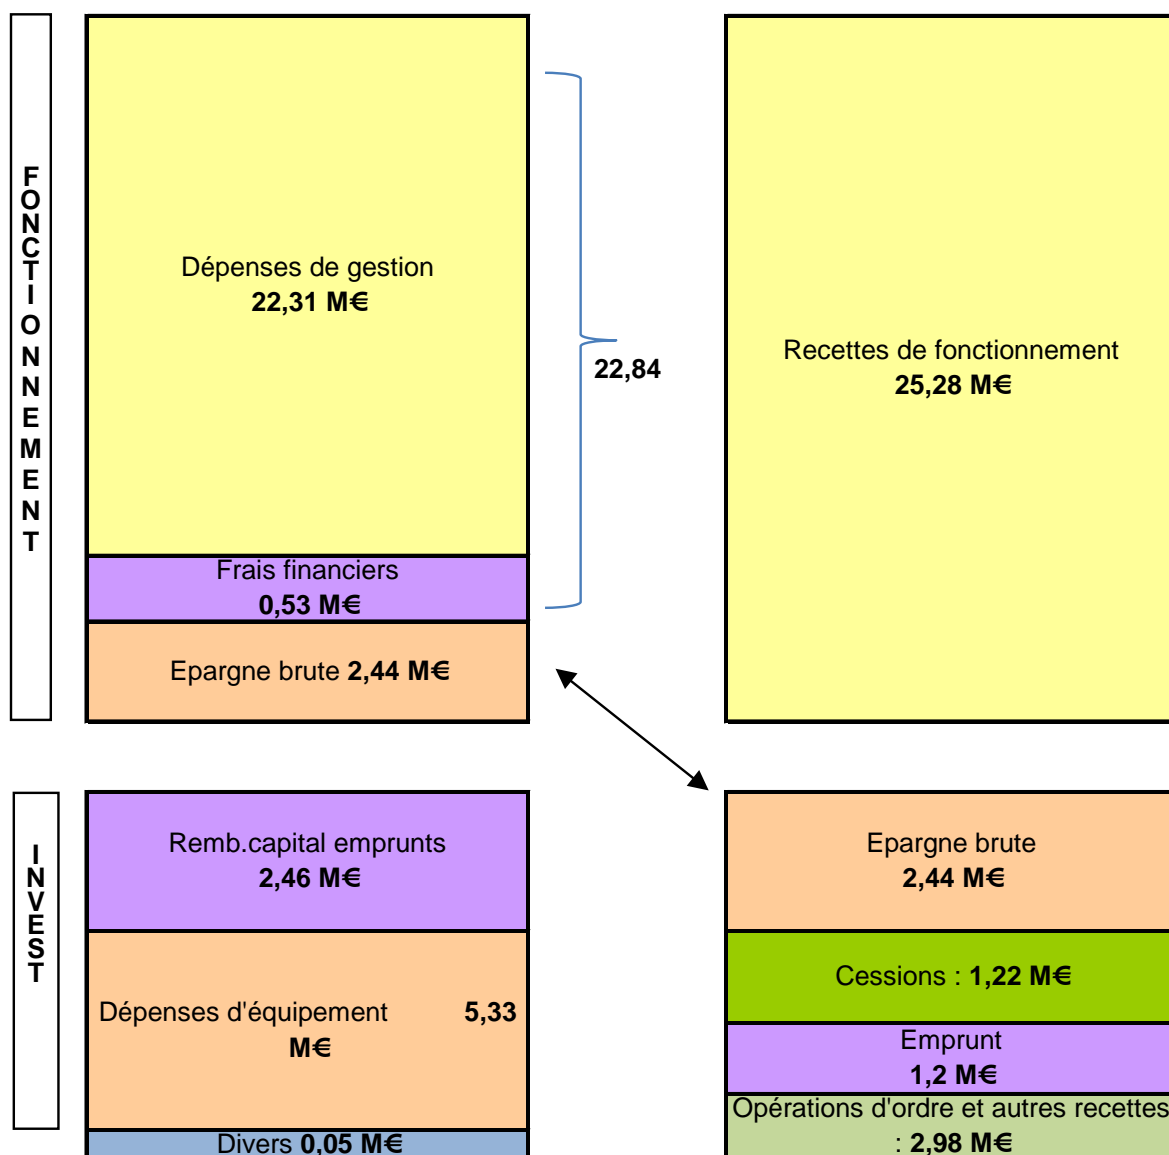 FONCTIONNEMENT
Dépenses de gestion
22,31 M€
22,84
Frais financiers
0,53 M€
Epargne brute 2,44 M€
Recettes de fonctionnement
25,28 M€
INVEST
Remb.capital emprunts
2,46 M€
Dépenses d'équipement 5,33
M€
Divers 0,05 M€
Epargne brute
2,44 M€
Cessions : 1,22 M€
Emprunt
1,2 M€
Opérations d'ordre et autres recettes
: 2,98 M€